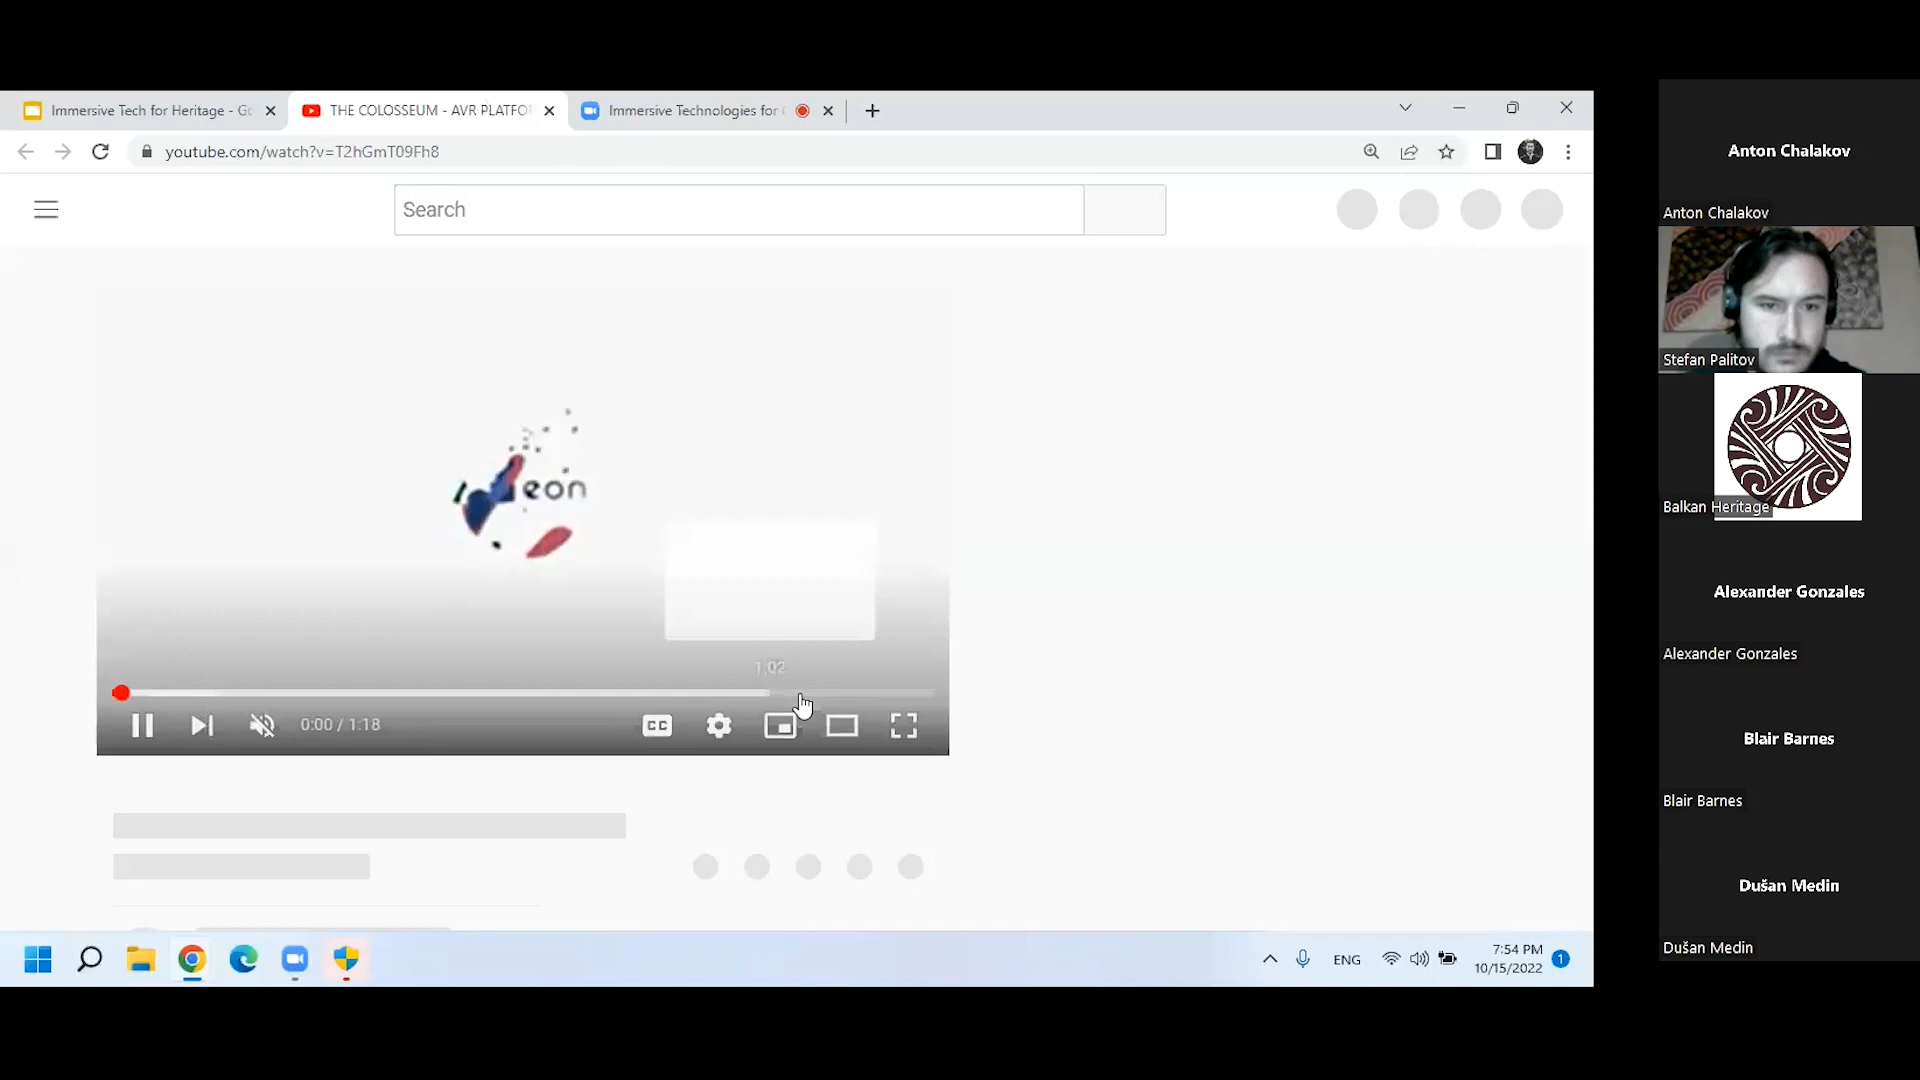 Immersive Tech for Heritage - Go
THE COLOSSEUM - AVR PLATFO
Immersive Technologies for
youtube.com/watch?v=T2hGmT09Fh8
Search
eon
1:02
0:00 / 1:18
CC
ENG
7:54 PM
10/15/2022
1
Anton Chalakov
Anton Chalakov
Stefan Palitov
Balkan Heritage
Alexander Gonzales
Alexander Gonzales
Blair Barnes
Blair Barnes
Dušan Medin
Dušan Medin